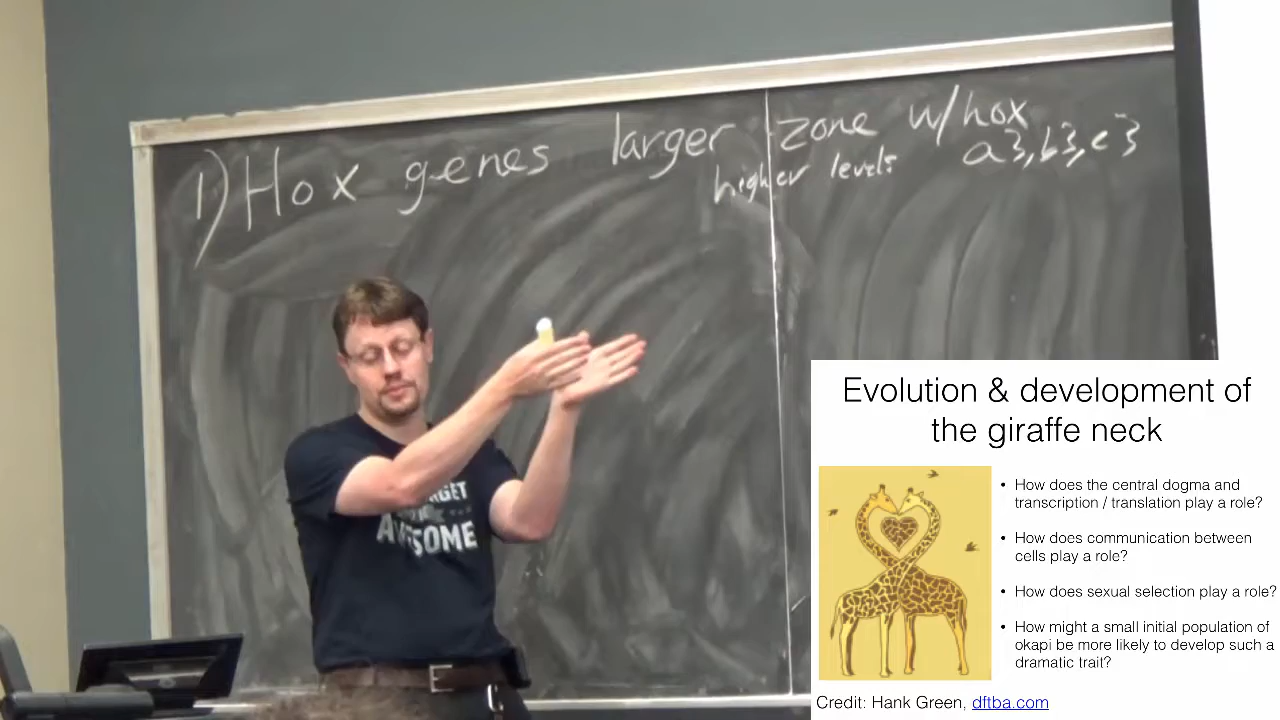 1) Hox genes larger zone w/ hox
higher levels a3, b3, c3
AWESOME
Evolution & development of
the giraffe neck
• How does the central dogma and
transcription / translation play a role?
• How does communication between
cells play a role?
• How does sexual selection play a role?
• How might a small initial population of
okapi be more likely to develop such a
dramatic trait?
Credit: Hank Green, dftba.com